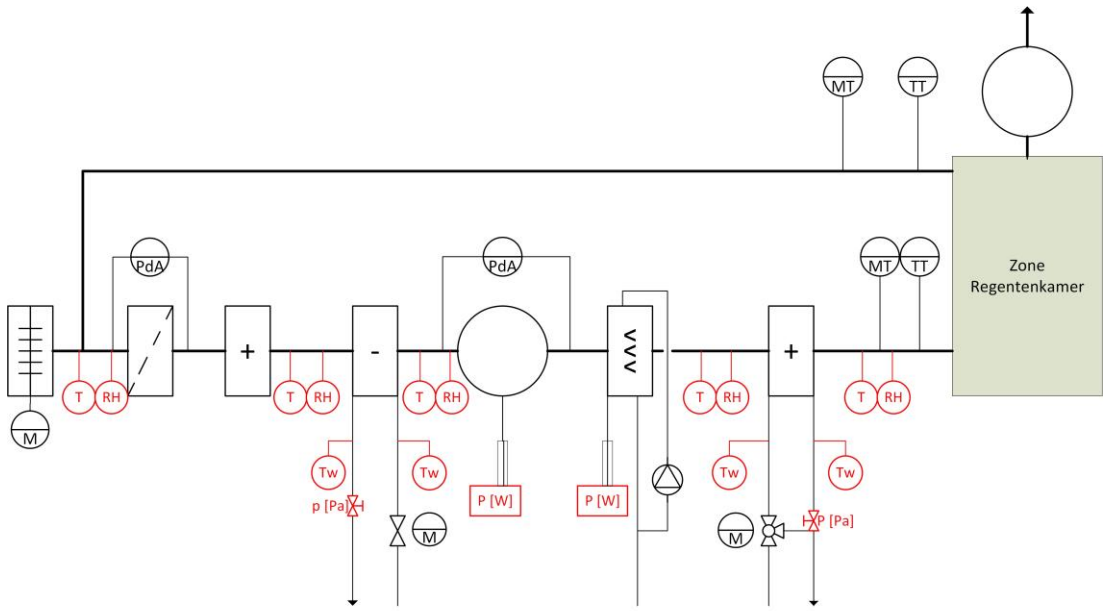 MT
TT
PdA
PdA
MT
TT
Zone
Regentenkamer
+
-
<<<
+
T
RH
T
RH
T
RH
T
RH
T
RH
M
Tw
Tw
Tw
Tw
p [Pa]
P [W]
P [W]
P [Pa]
M
M